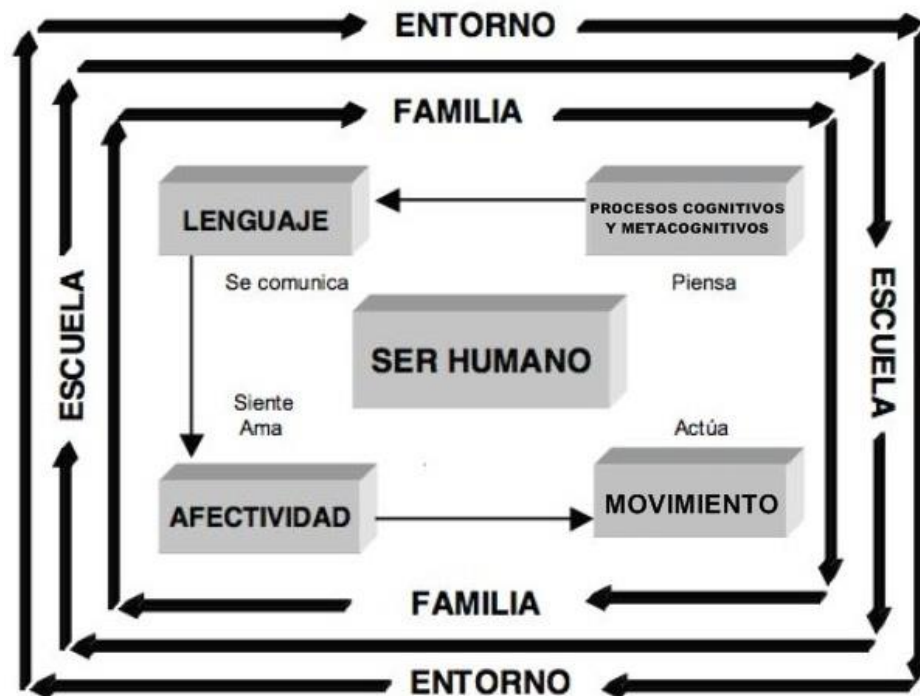 ENTORNO
FAMILIA
LENGUAJE
PROCESOS COGNITIVOS
Y METACOGNITIVOS
Se comunica
Piensa
ESCUELA
ESCUELA
SER HUMANO
Siente
Ama
Actúa
AFECTIVIDAD
MOVIMIENTO
FAMILIA
ENTORNO